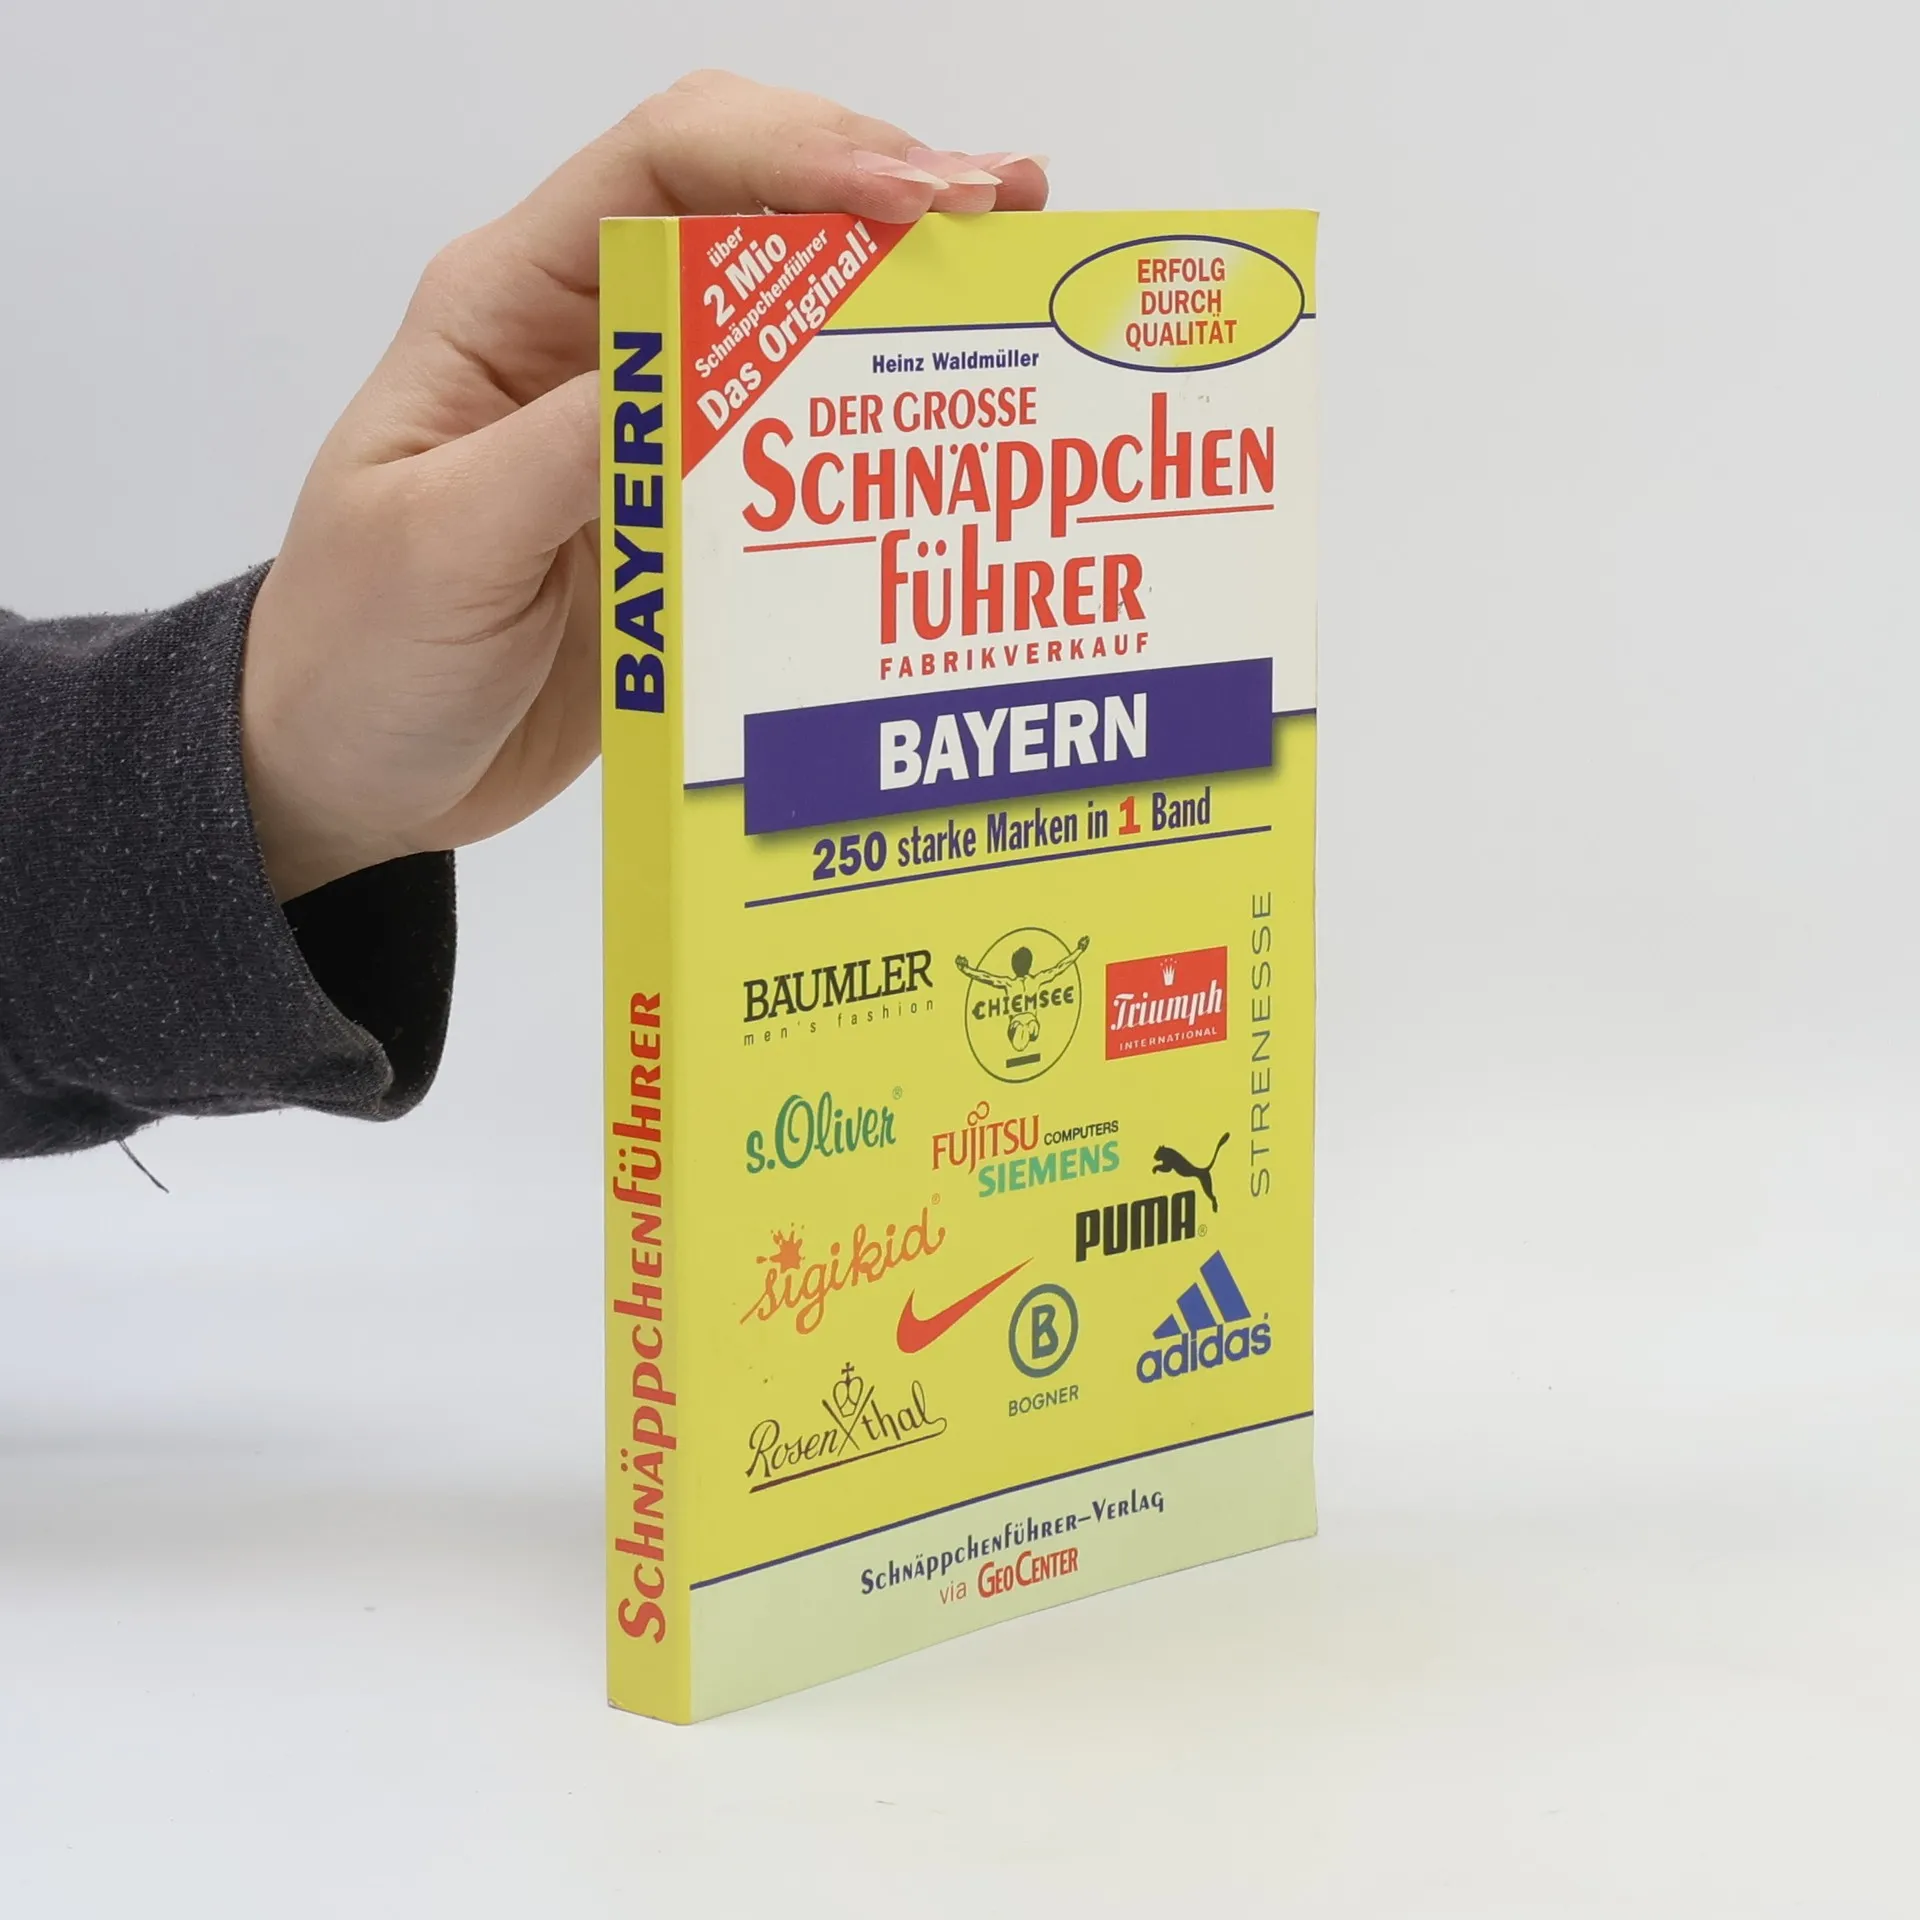 BAYERN
SCHNÄPPCHENFÜHRER
über
2 Mio
Schnäppchenführer
Das Original!
ERFOLG
DURCH
QUALITÄT
Heinz Waldmüller
DER GROSSE
SCHNÄPPCHEN
FÜHRER
FABRIKVERKAUF
BAYERN
250 starke Marken in 1 Band
BÄUMLER
men's fashion
CHIEMSEE
Triumph
INTERNATIONAL
STRENESSE
s.Oliver®
FUJITSU COMPUTERS
SIEMENS
PUMA®
sigikid®
B
BOGNER
adidas
Rosenthal
SCHNÄPPCHENFÜHRER-VERLAG
via GEOCENTER